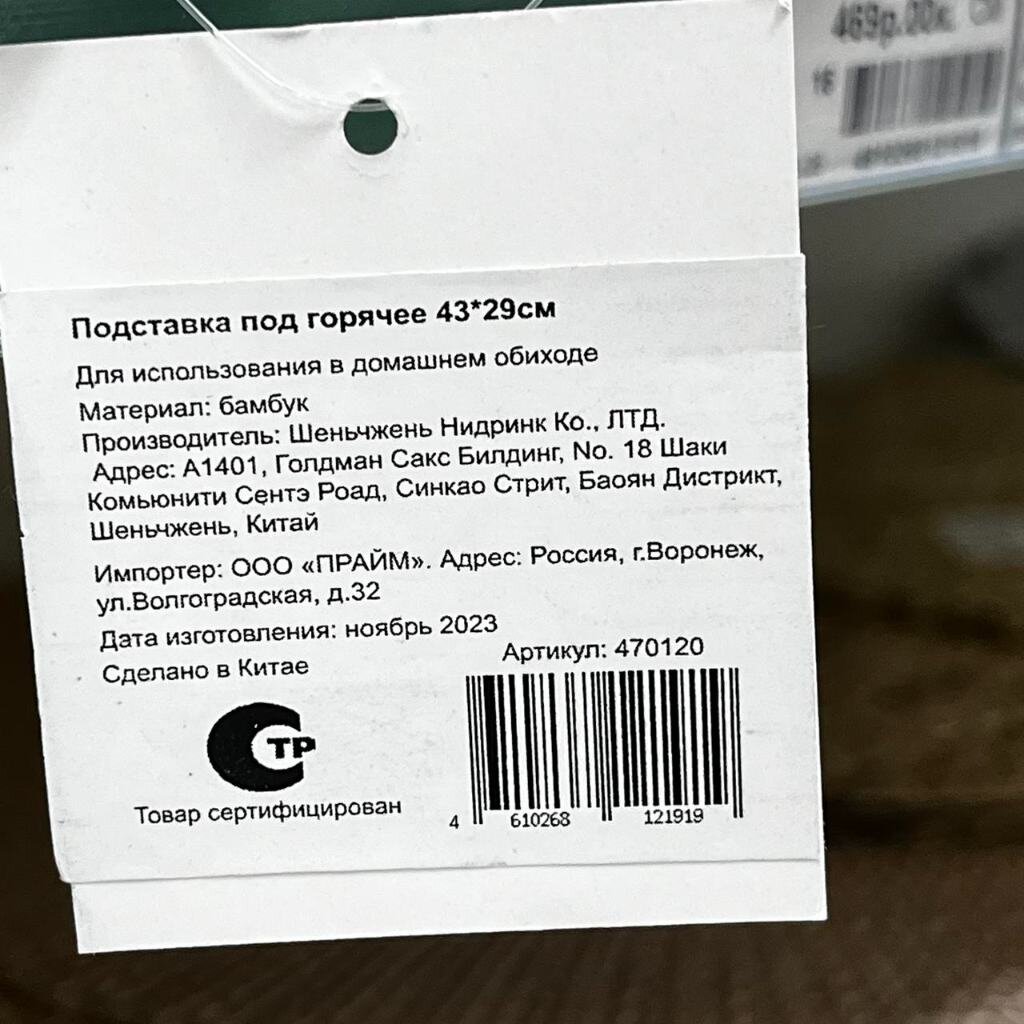 Подставка под горячее 43*29см
Для использования в домашнем обиходе
Материал: бамбук
Производитель: Шеньчжень Нидринк Ко., ЛТД.
Адрес: А1401, Голдман Сакс Билдинг, No. 18 Шаки
Комьюнити Сентэ Роад, Синкао Стрит, Баоян Дистрикт,
Шеньчжень, Китай
Импортер: ООО «ПРАЙМ». Адрес: Россия, г.Воронеж,
ул.Волгоградская, д.32
Дата изготовления: ноябрь 2023
Сделано в Китае
Артикул: 470120
ТР
Товар сертифицирован
4 610268 121919
469р.00к.